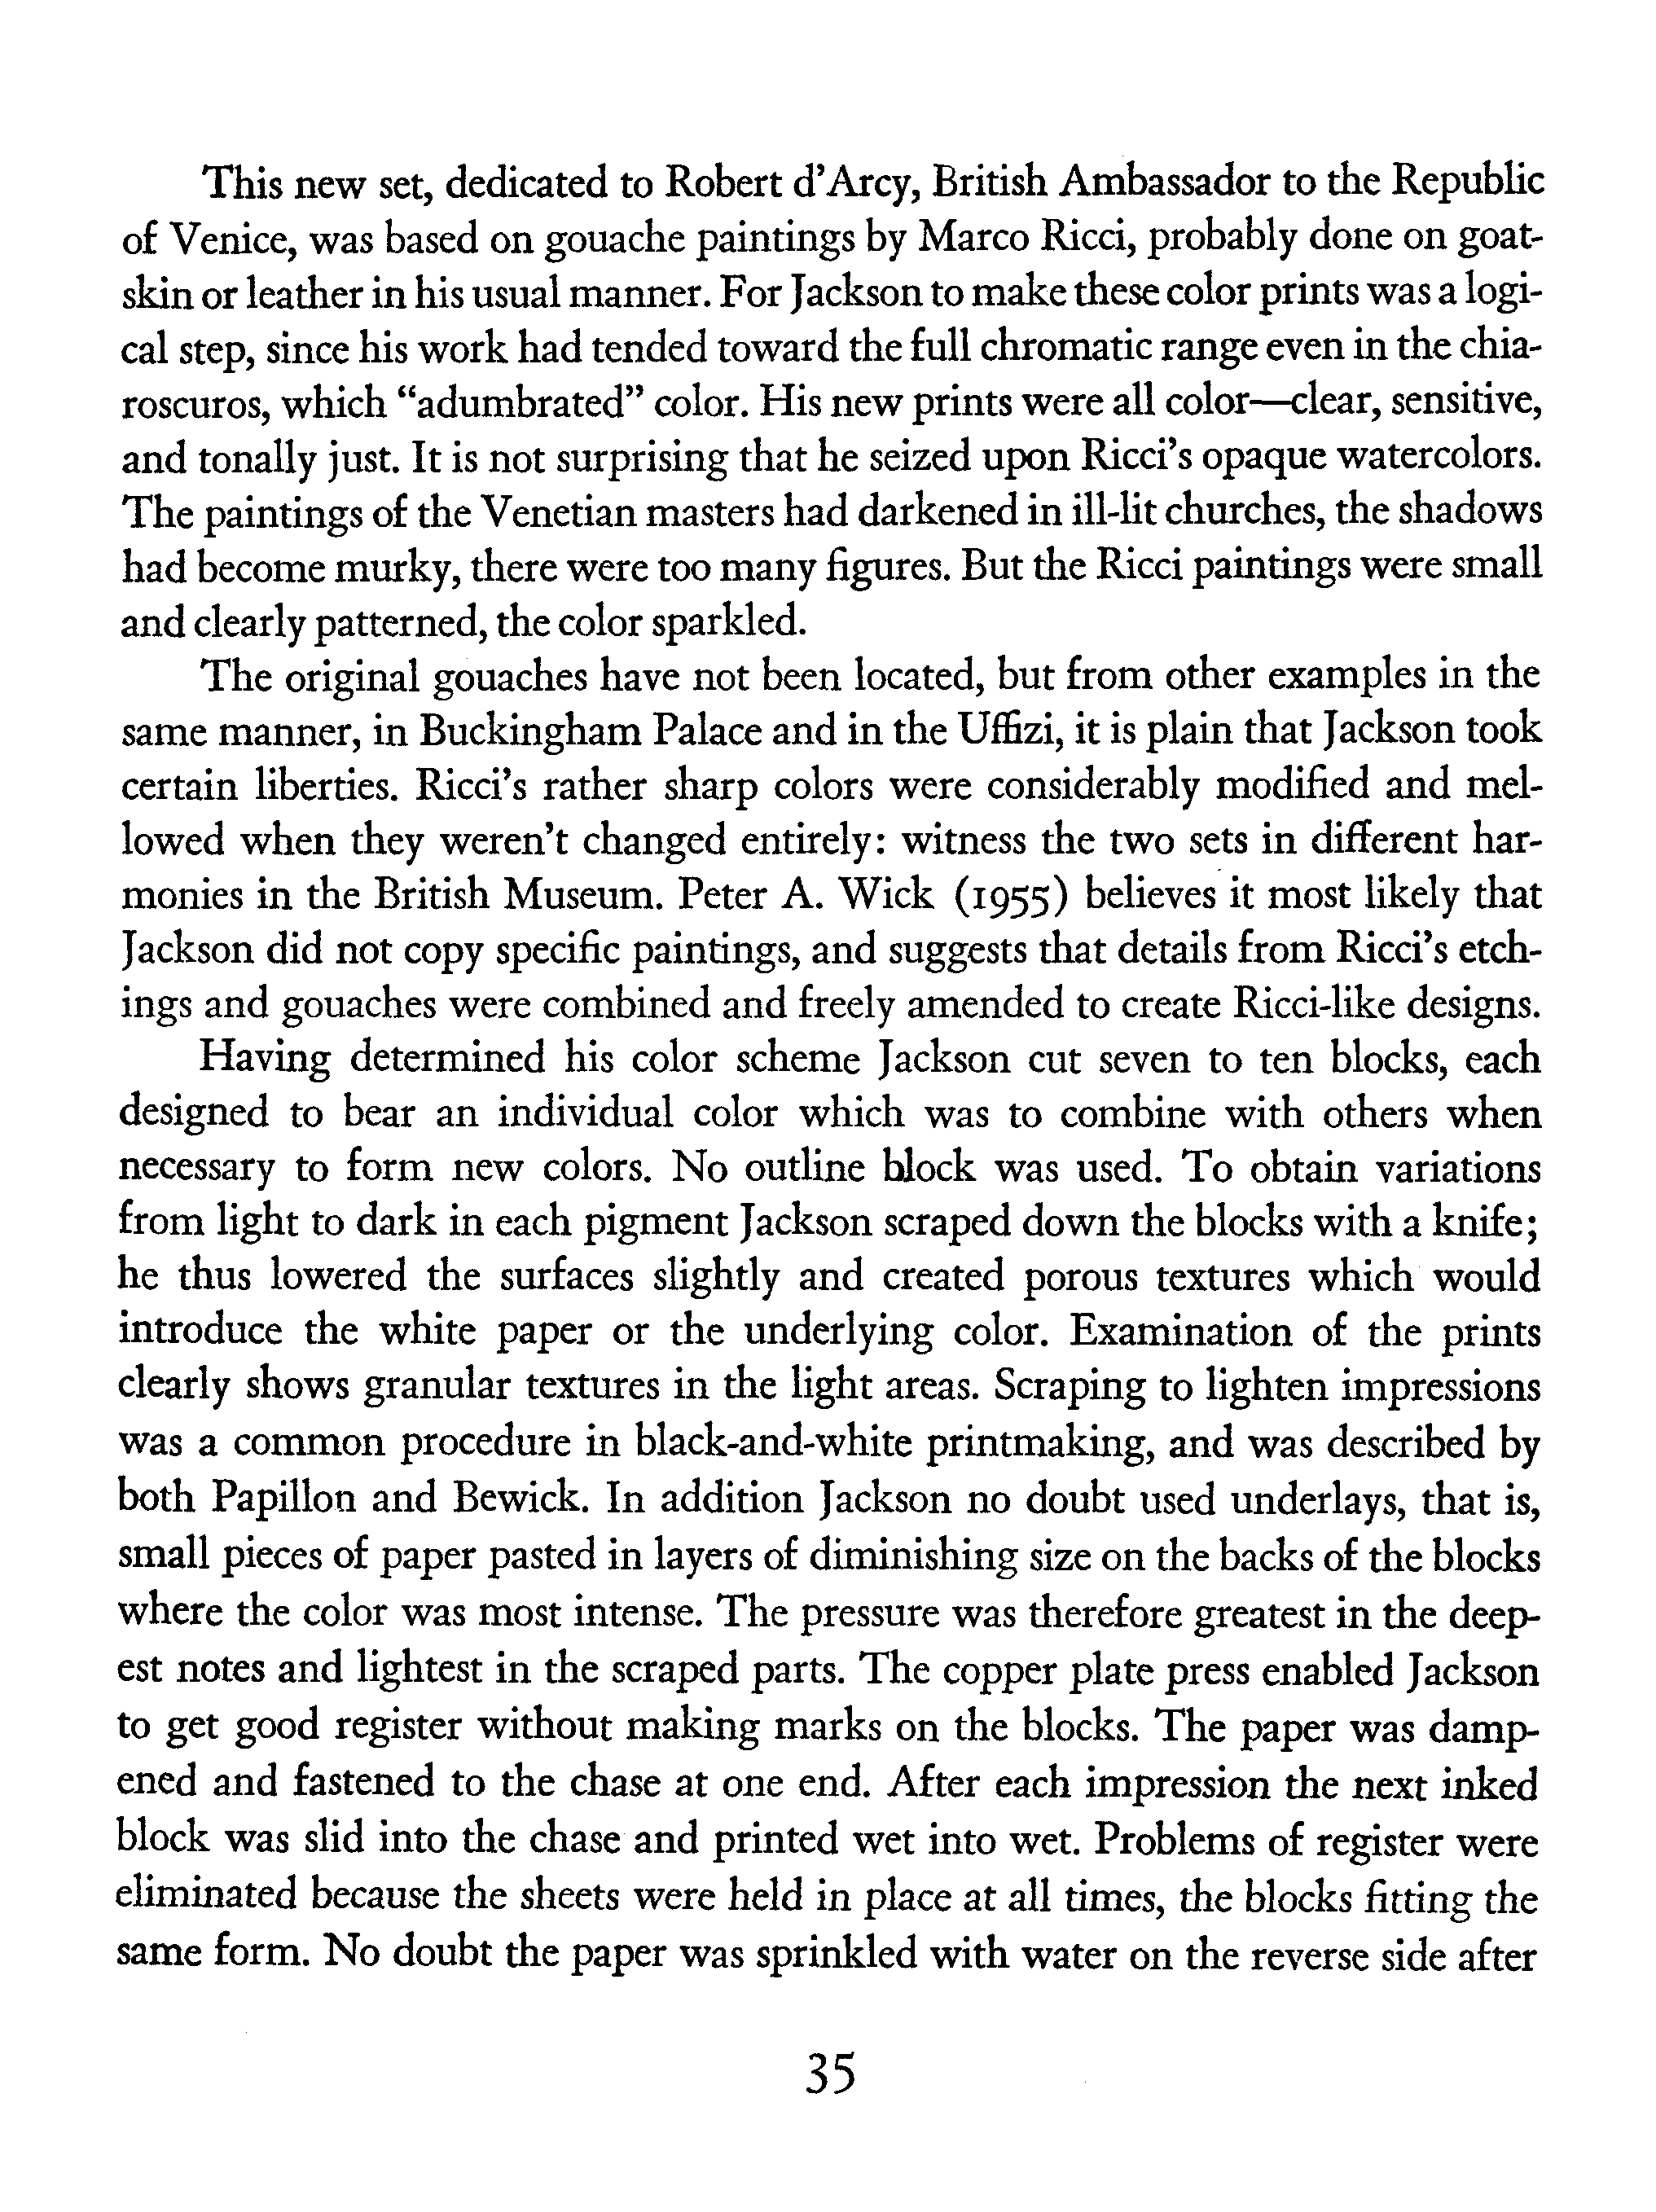 This new set, dedicated to Robert d’Arcy, British Ambassador to the Republic
of Venice, was based on gouache paintings by Marco Ricci, probably done on goat-
skin or leather in his usual manner. For Jackson to make these color prints was a logi-
cal step, since his work had tended toward the full chromatic range even in the chia-
roscuros, which “adumbrated” color. His new prints were all color—clear, sensitive,
and tonally just. It is not surprising that he seized upon Ricci’s opaque watercolors.
The paintings of the Venetian masters had darkened in ill-lit churches, the shadows
had become murky, there were too many figures. But the Ricci paintings were small
and clearly patterned, the color sparkled.
The original gouaches have not been located, but from other examples in the
same manner, in Buckingham Palace and in the Uffizi, it is plain that Jackson took
certain liberties. Ricci’s rather sharp colors were considerably modified and mel-
lowed when they weren’t changed entirely: witness the two sets in different har-
monies in the British Museum. Peter A. Wick (1955) believes it most likely that
Jackson did not copy specific paintings, and suggests that details from Ricci’s etch-
ings and gouaches were combined and freely amended to create Ricci-like designs.
Having determined his color scheme Jackson cut seven to ten blocks, each
designed to bear an individual color which was to combine with others when
necessary to form new colors. No outline block was used. To obtain variations
from light to dark in each pigment Jackson scraped down the blocks with a knife;
he thus lowered the surfaces slightly and created porous textures which would
introduce the white paper or the underlying color. Examination of the prints
clearly shows granular textures in the light areas. Scraping to lighten impressions
was a common procedure in black-and-white printmaking, and was described by
both Papillon and Bewick. In addition Jackson no doubt used underlays, that is,
small pieces of paper pasted in layers of diminishing size on the backs of the blocks
where the color was most intense. The pressure was therefore greatest in the deep-
est notes and lightest in the scraped parts. The copper plate press enabled Jackson
to get good register without making marks on the blocks. The paper was damp-
ened and fastened to the chase at one end. After each impression the next inked
block was slid into the chase and printed wet into wet. Problems of register were
eliminated because the sheets were held in place at all times, the blocks fitting the
same form. No doubt the paper was sprinkled with water on the reverse side after
35